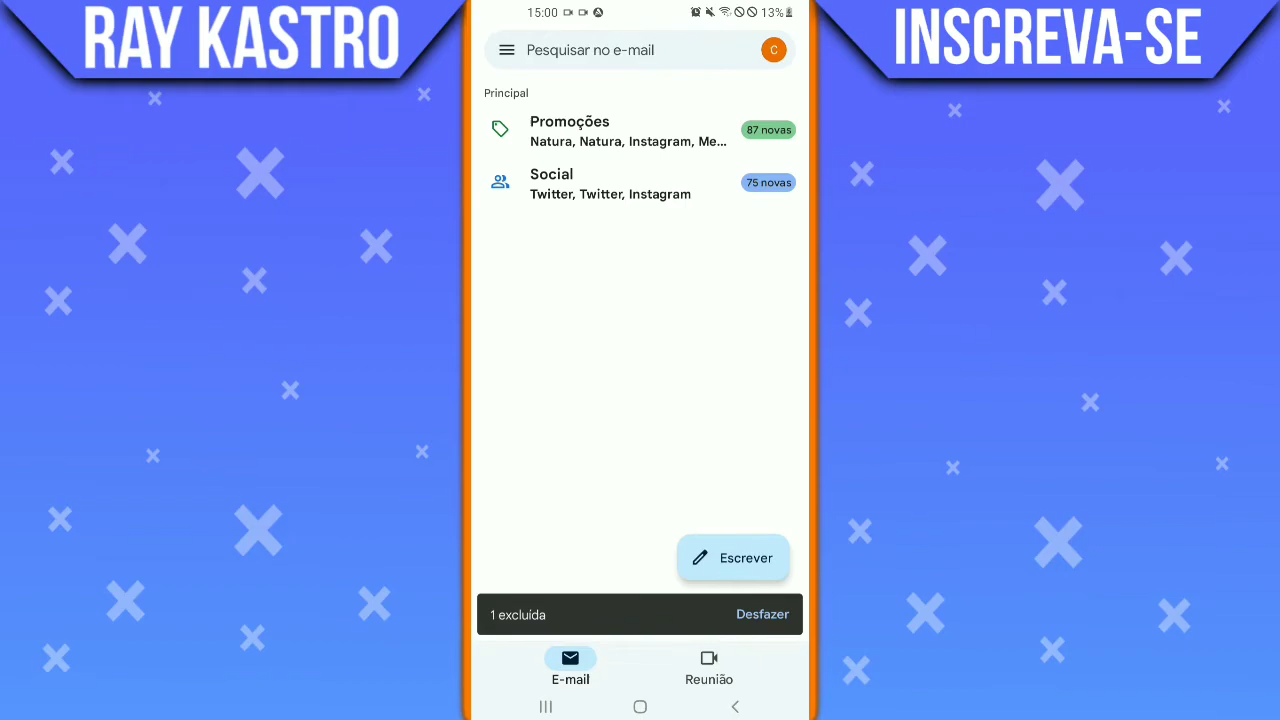 RAY KASTRO
INSCREVA-SE
15:00
13%
Pesquisar no e-mail
C
Principal
Promoções
87 novas
Natura, Natura, Instagram, Me...
Social
75 novas
Twitter, Twitter, Instagram
Escrever
1 excluída
Desfazer
E-mail
Reunião